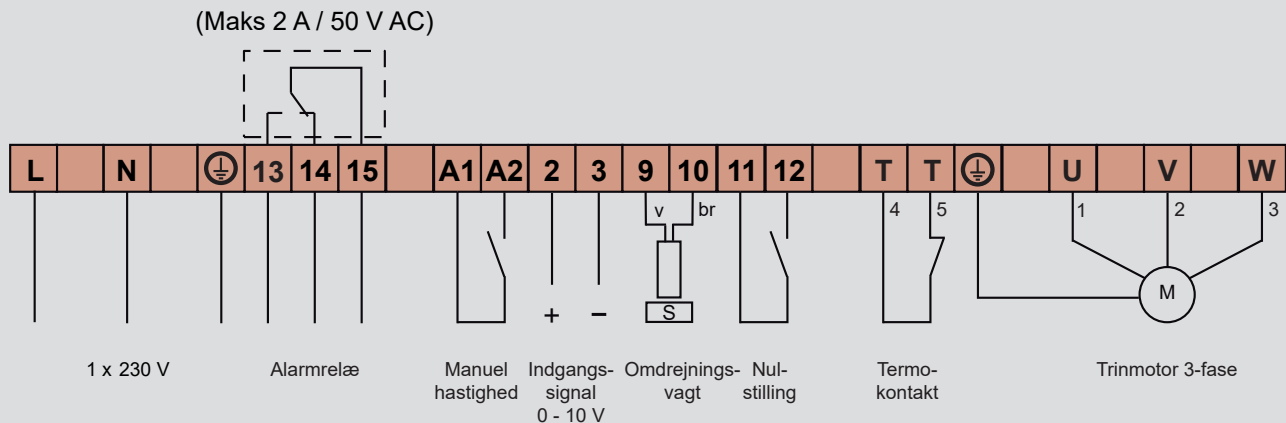 (Maks 2 A / 50 V AC)
L N 13 14 15 A1 A2 2 3 9 10 11 12 T T U V W
v br 4 5 1 2 3
M
S
+ −
1 x 230 V Alarmrelæ Manuel Indgangs- Omdrejnings- Nul- Termo- Trinmotor 3-fase
hastighed signal vagt stilling kontakt
0 - 10 V